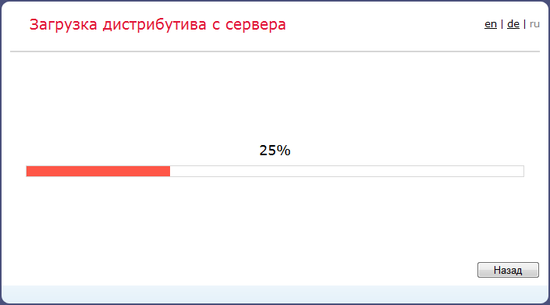 Загрузка дистрибутива с сервера
en | de | ru
25%
Назад